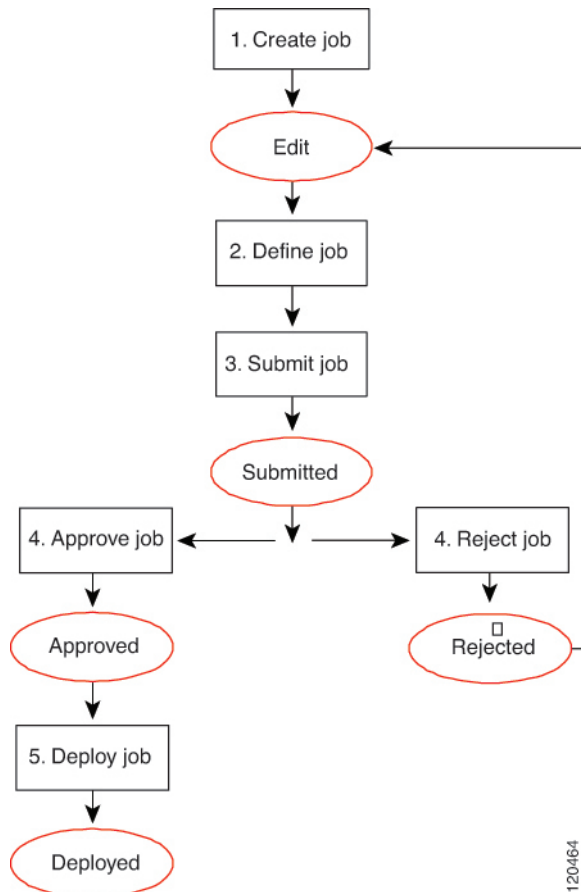 1. Create job
Edit
2. Define job
3. Submit job
Submitted
4. Approve job
4. Reject job
Approved
Rejected
5. Deploy job
Deployed
120464